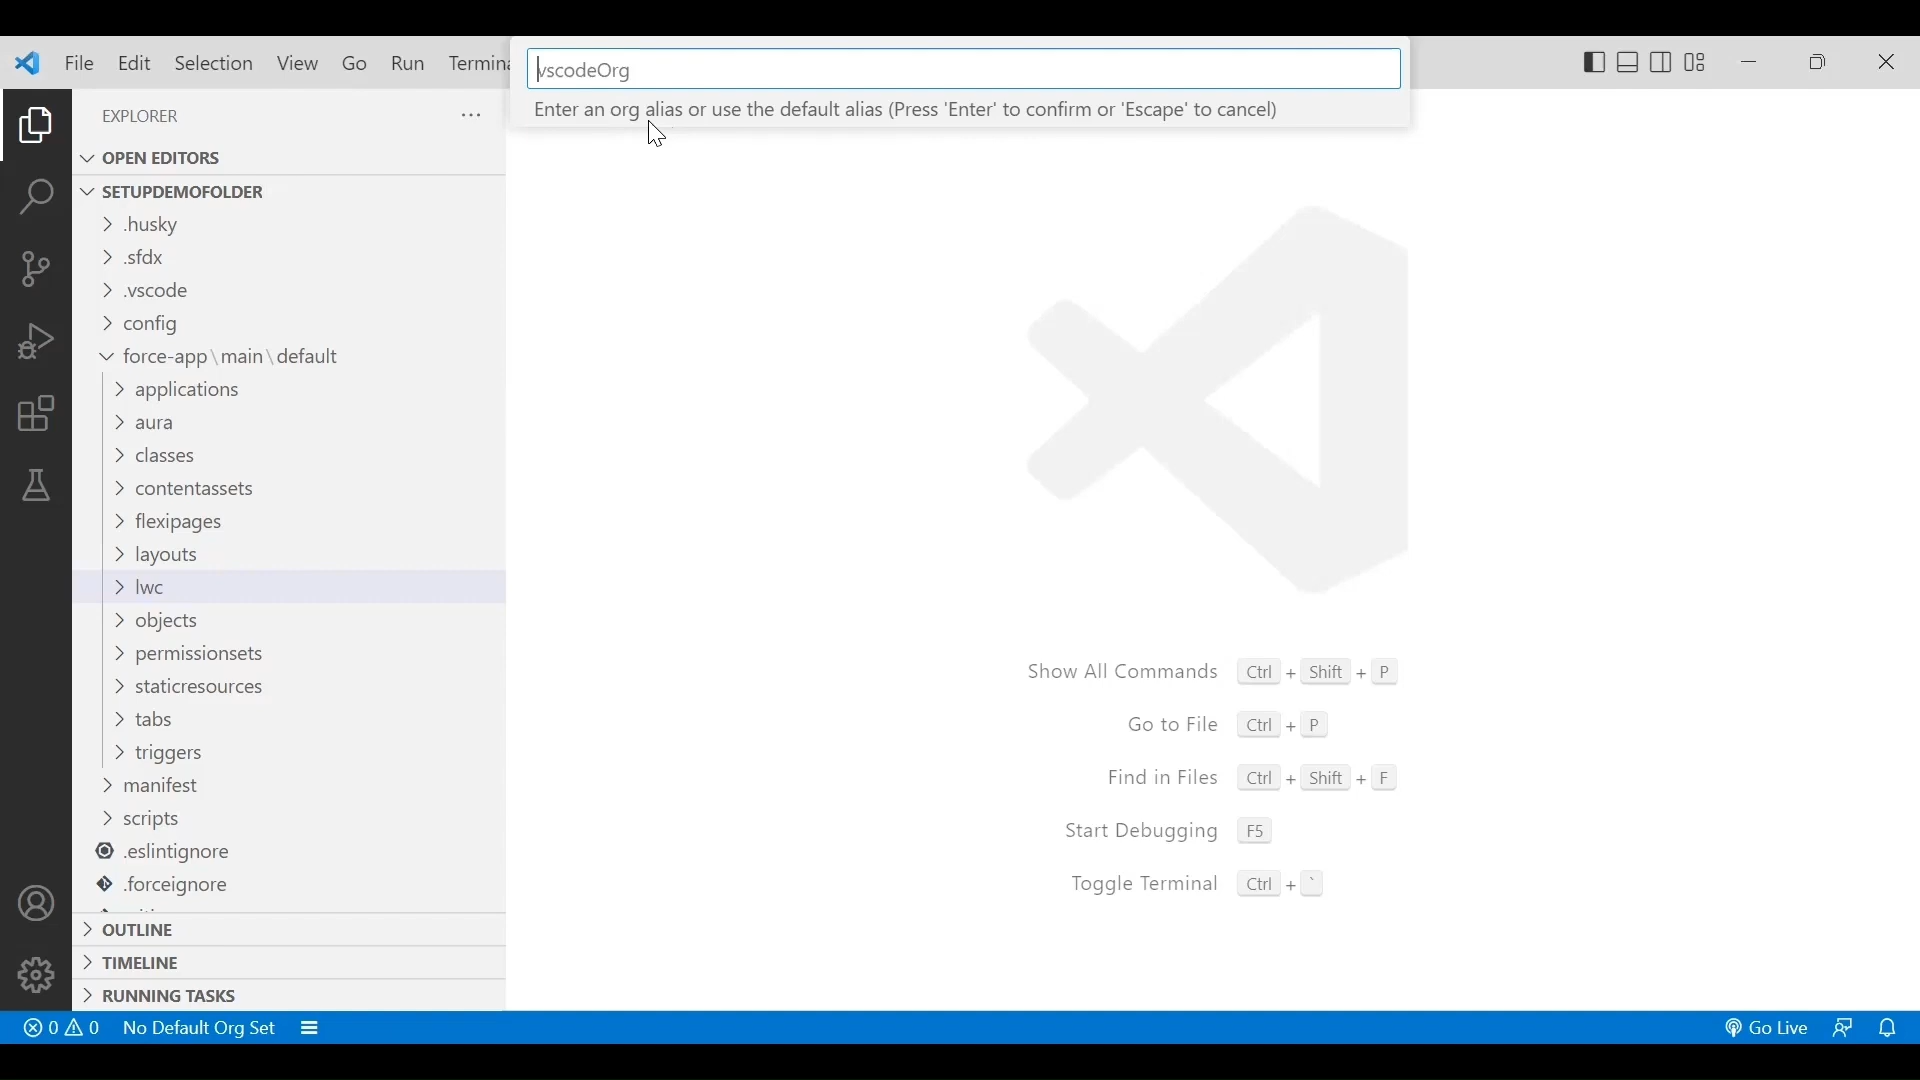 File Edit Selection View Go Run Termina
vscodeOrg
Enter an org alias or use the default alias (Press 'Enter' to confirm or 'Escape' to cancel)
EXPLORER
OPEN EDITORS
SETUPDEMOFOLDER
.husky
.sfdx
.vscode
config
force-app\main\default
applications
aura
classes
contentassets
flexipages
layouts
lwc
objects
permissionsets
staticresources
tabs
triggers
manifest
scripts
.eslintignore
.forceignore
OUTLINE
TIMELINE
RUNNING TASKS
Show All Commands Ctrl + Shift + P
Go to File Ctrl + P
Find in Files Ctrl + Shift + F
Start Debugging F5
Toggle Terminal Ctrl + `
0 0 No Default Org Set Go Live